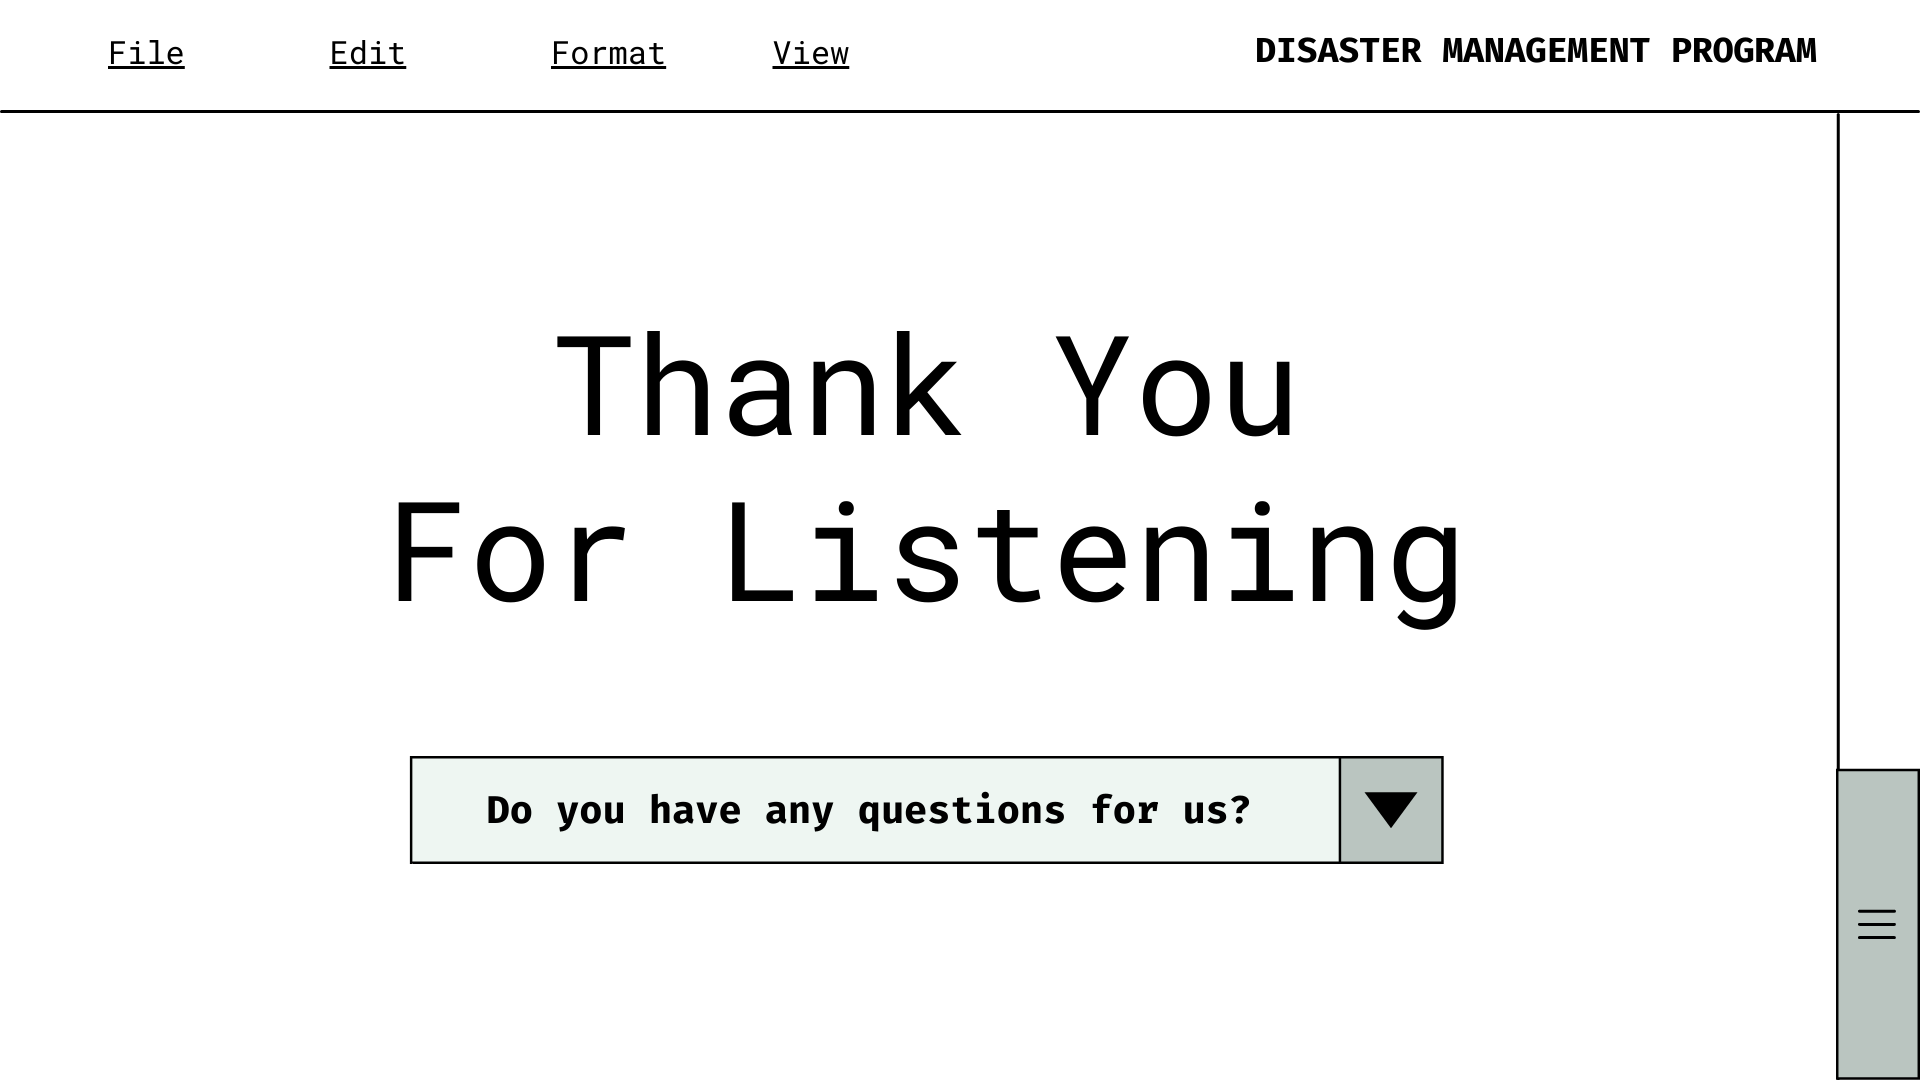 File Edit Format View DISASTER MANAGEMENT PROGRAM
Thank You
For Listening
Do you have any questions for us?